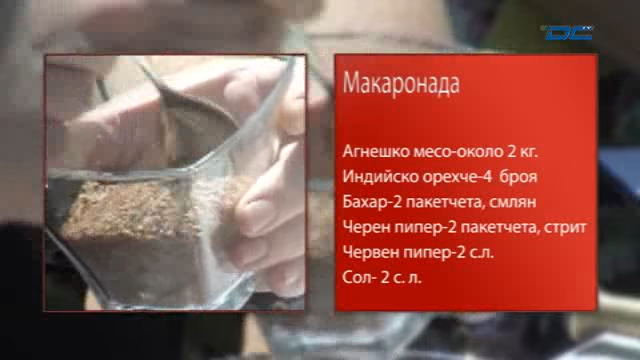 DC
Макаронада
Агнешко месо-около 2 кг.
Индийско орехче-4 броя
Бахар-2 пакетчета, смлян
Черен пипер-2 пакетчета, стрит
Червен пипер-2 с.л.
Сол- 2 с. л.